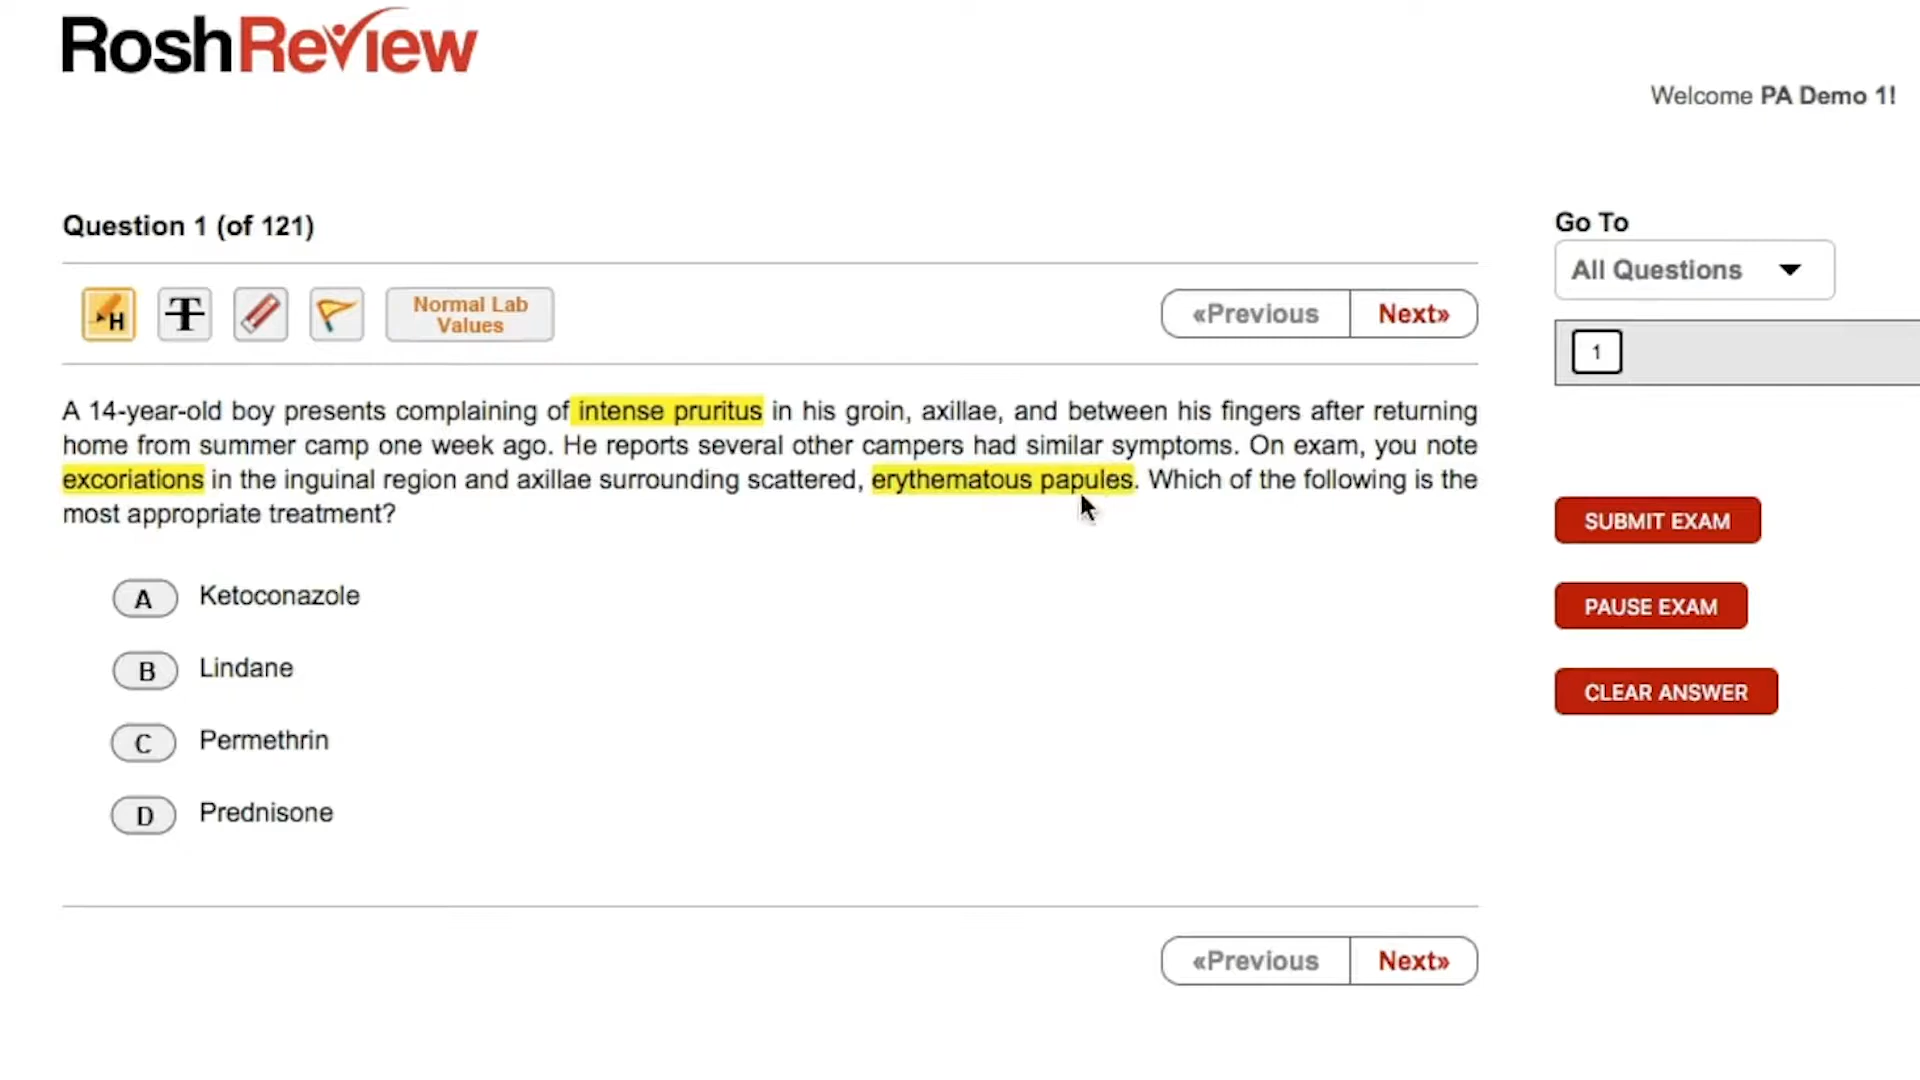 RoshReview
Welcome PA Demo 1!
Question 1 (of 121)
Go To
All Questions
H
T
Normal Lab
Values
«Previous
Next»
1
A 14-year-old boy presents complaining of intense pruritus in his groin, axillae, and between his fingers after returning
home from summer camp one week ago. He reports several other campers had similar symptoms. On exam, you note
excoriations in the inguinal region and axillae surrounding scattered, erythematous papules. Which of the following is the
most appropriate treatment?
SUBMIT EXAM
A Ketoconazole
PAUSE EXAM
B Lindane
CLEAR ANSWER
C Permethrin
D Prednisone
«Previous
Next»